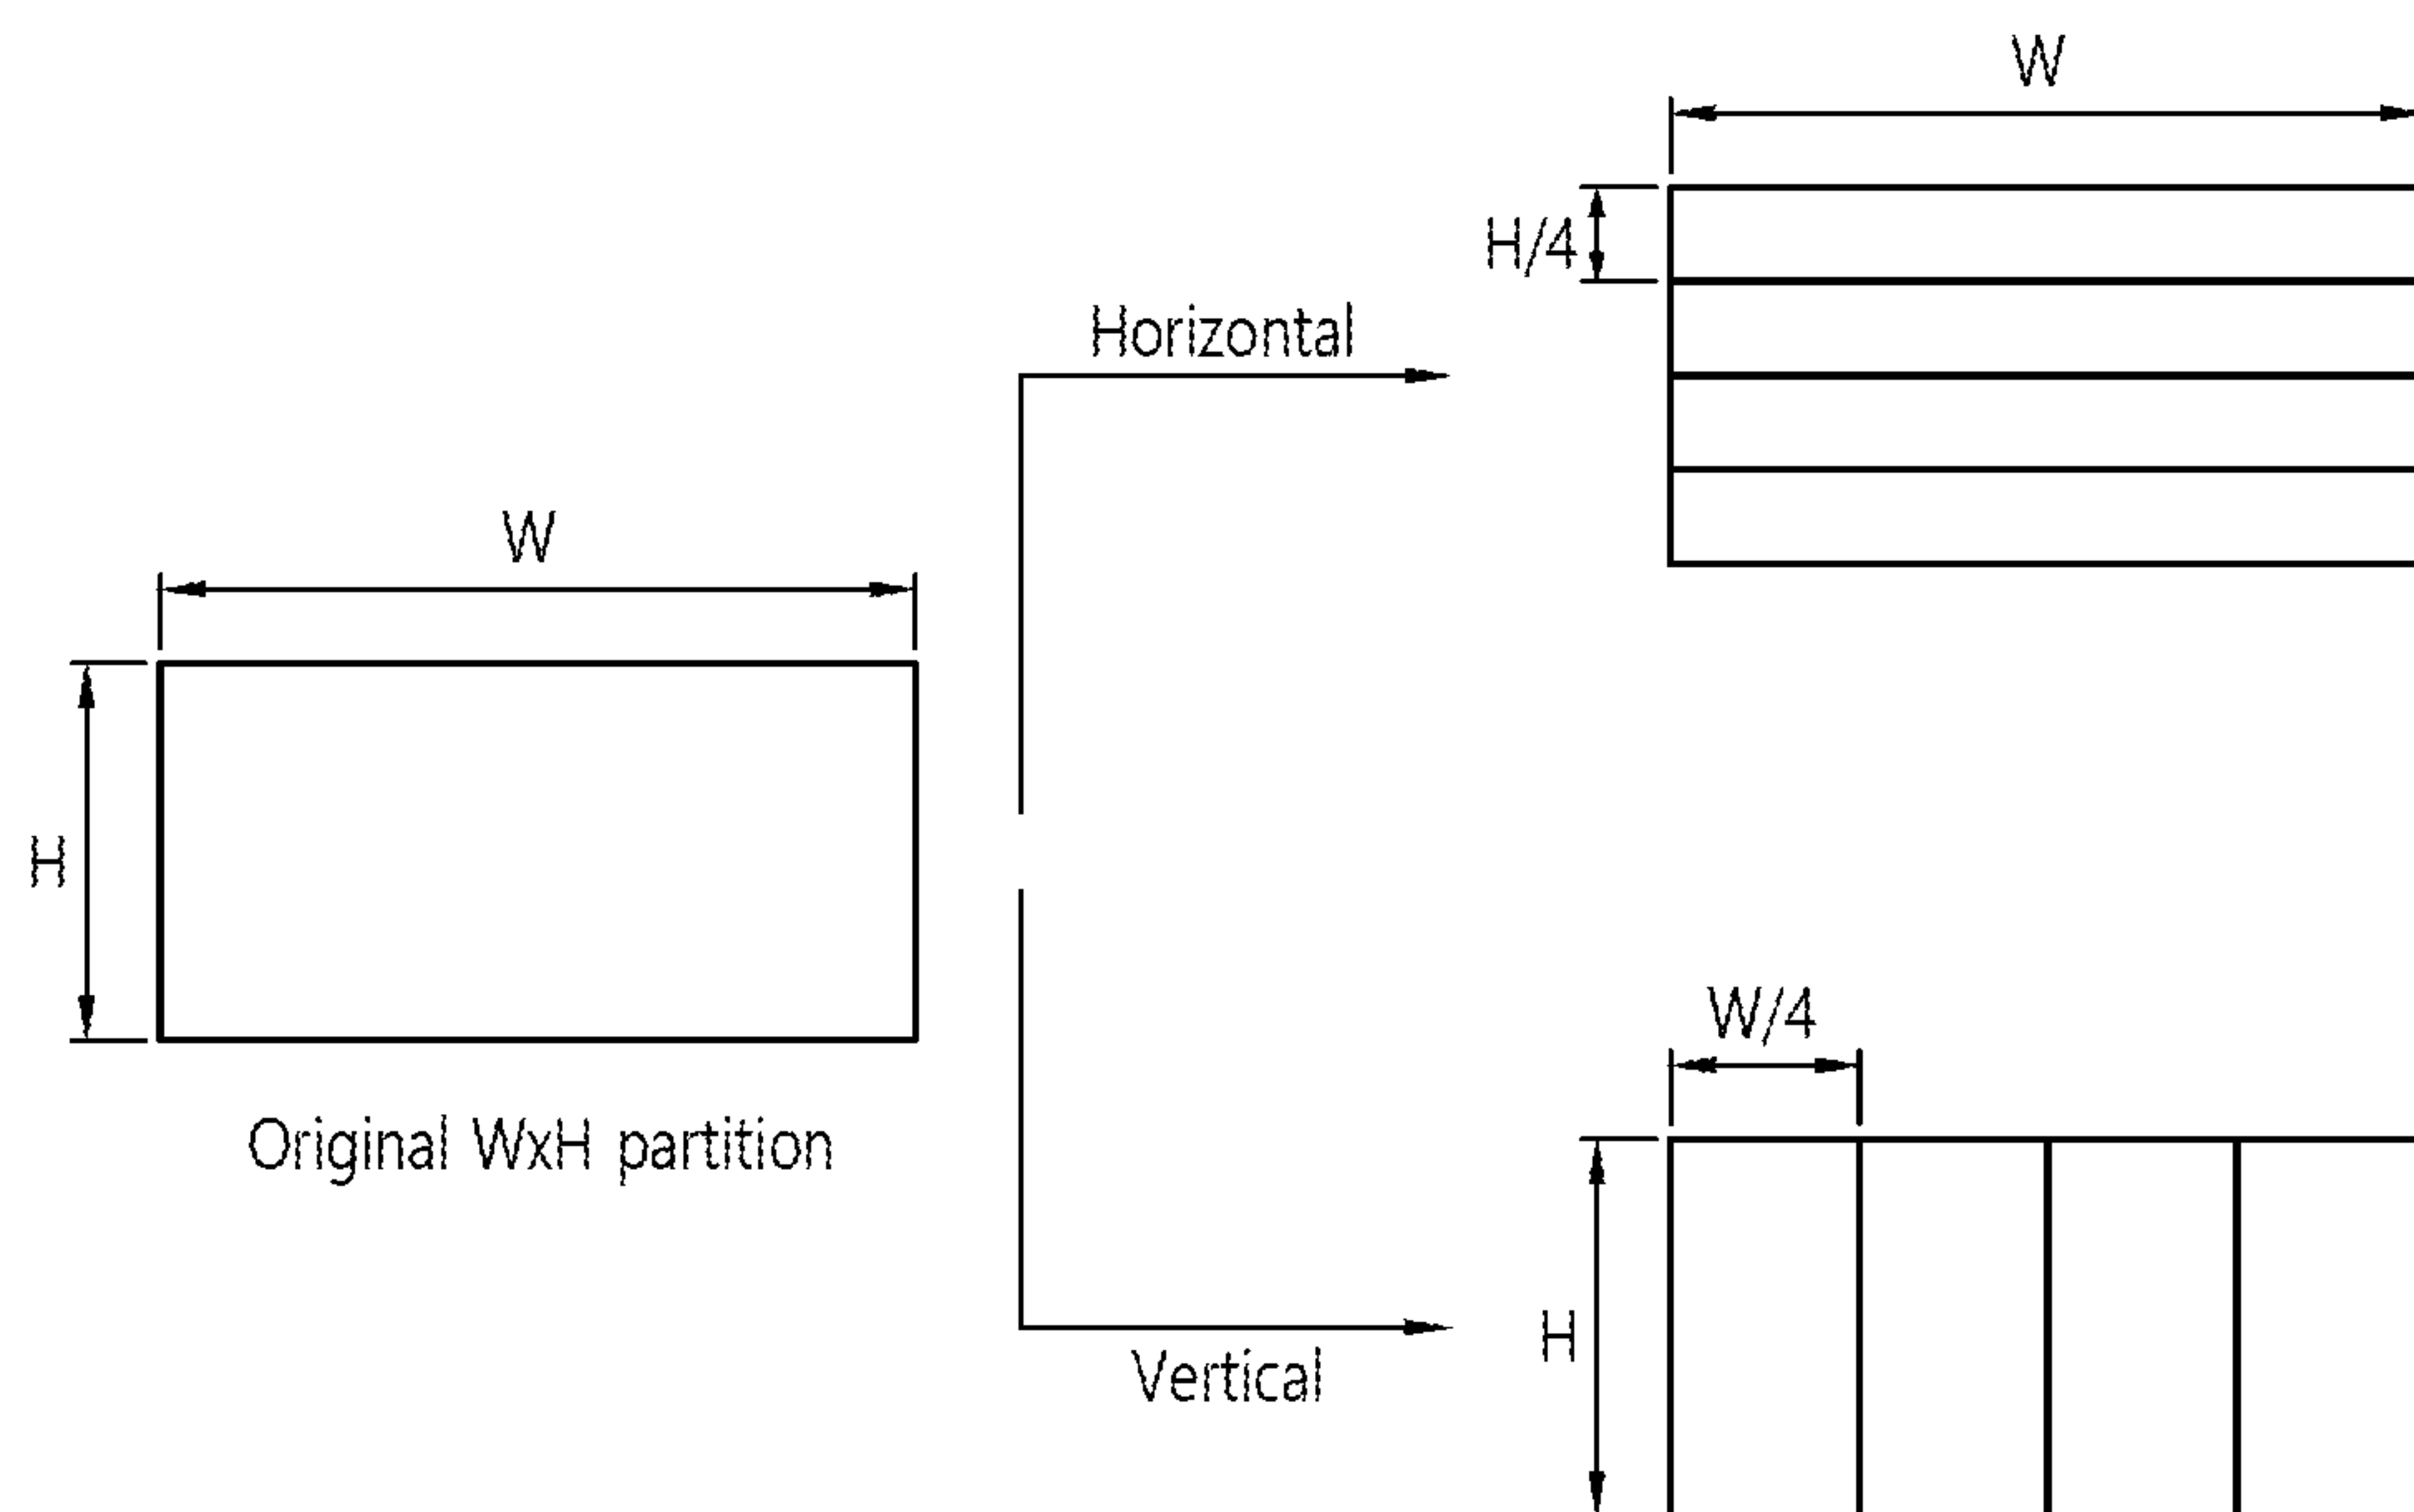 W
H/4
Horizontal
W
H
Original WxH partition
W/4
H
Vertical